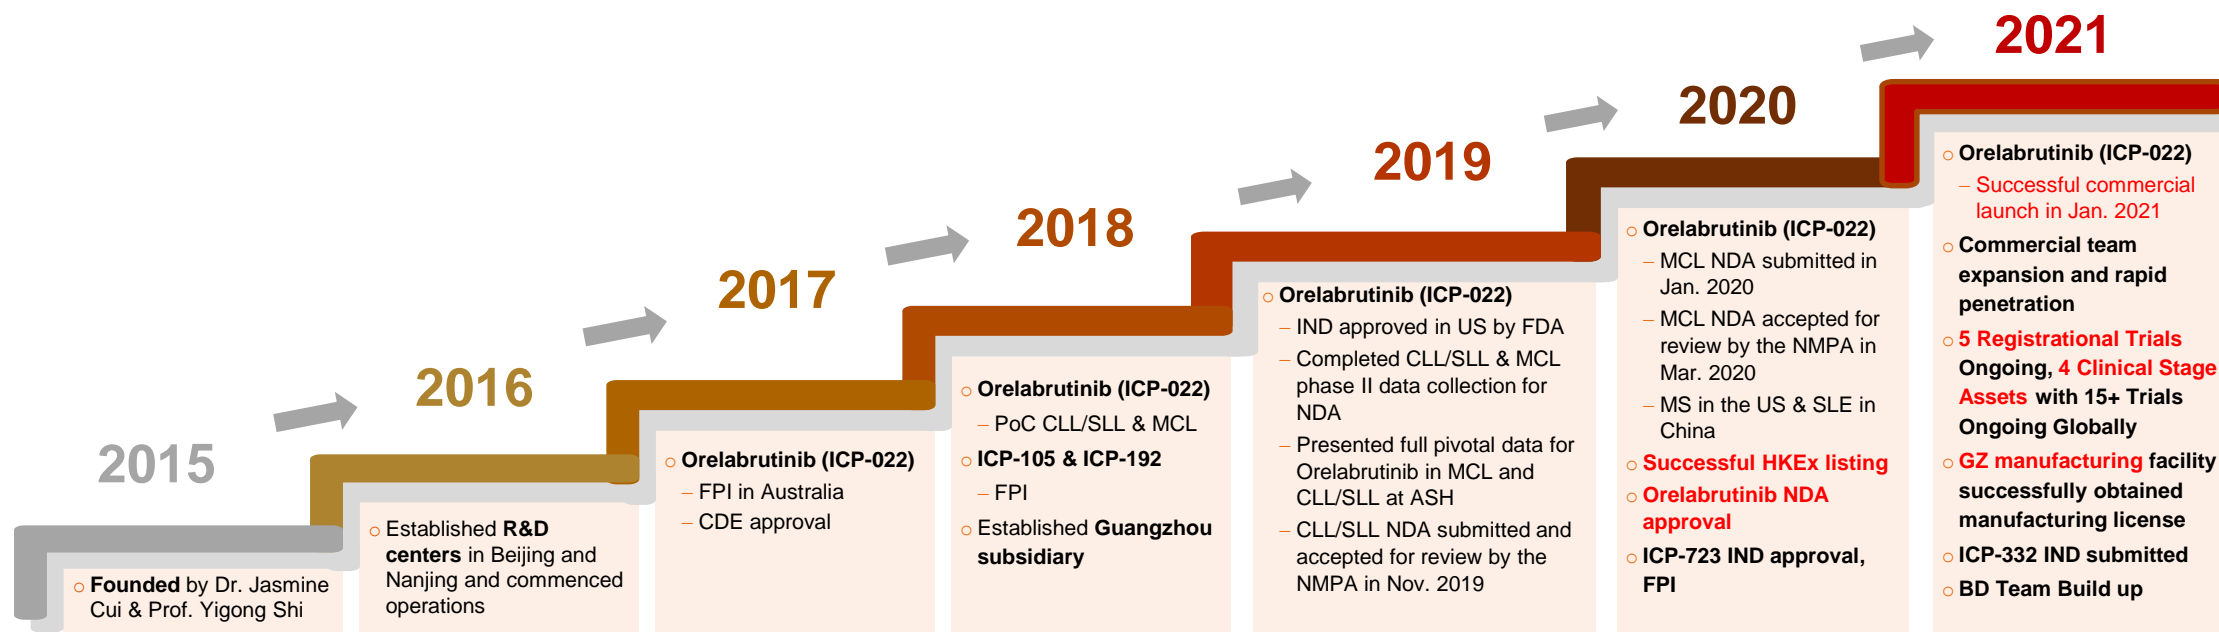 2015
○ Founded by Dr. Jasmine
Cui & Prof. Yigong Shi
2016
○ Established R&D
centers in Beijing and
Nanjing and commenced
operations
2017
○ Orelabrutinib (ICP-022)
– FPI in Australia
– CDE approval
2018
○ Orelabrutinib (ICP-022)
– PoC CLL/SLL & MCL
○ ICP-105 & ICP-192
– FPI
○ Established Guangzhou
subsidiary
2019
○ Orelabrutinib (ICP-022)
– IND approved in US by FDA
– Completed CLL/SLL & MCL
phase II data collection for
NDA
– Presented full pivotal data for
Orelabrutinib in MCL and
CLL/SLL at ASH
– CLL/SLL NDA submitted and
accepted for review by the
NMPA in Nov. 2019
2020
○ Orelabrutinib (ICP-022)
– MCL NDA submitted in
Jan. 2020
– MCL NDA accepted for
review by the NMPA in
Mar. 2020
– MS in the US & SLE in
China
○ Successful HKEx listing
○ Orelabrutinib NDA
approval
○ ICP-723 IND approval,
FPI
2021
○ Orelabrutinib (ICP-022)
– Successful commercial
launch in Jan. 2021
○ Commercial team
expansion and rapid
penetration
○ 5 Registrational Trials
Ongoing, 4 Clinical Stage
Assets with 15+ Trials
Ongoing Globally
○ GZ manufacturing facility
successfully obtained
manufacturing license
○ ICP-332 IND submitted
○ BD Team Build up